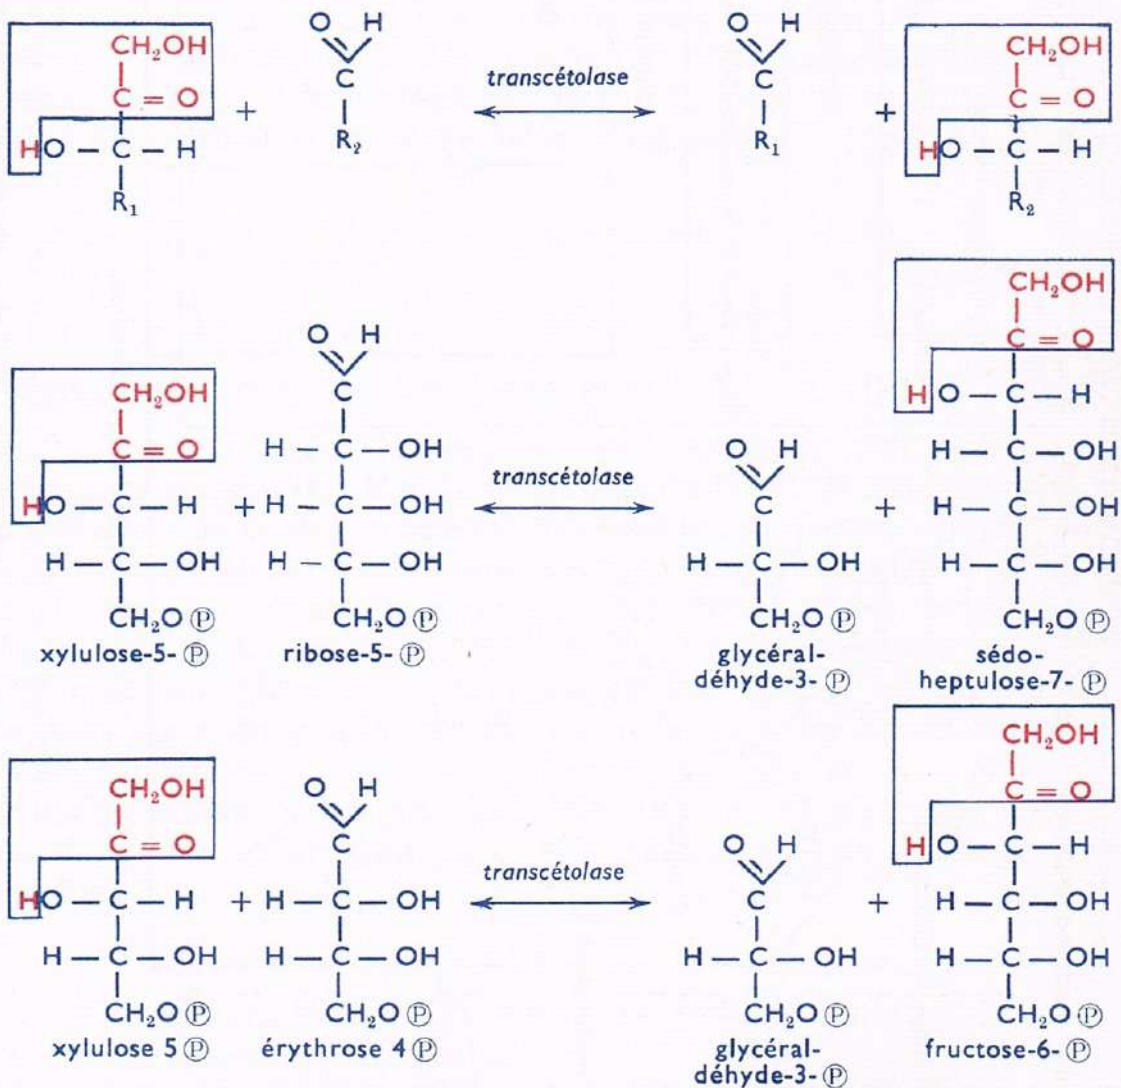 CH₂OH
C = O
HO — C — H
R₁
+
O H
C
R₂
transcétolase
O H
C
R₁
+
CH₂OH
C = O
HO — C — H
R₂
CH₂OH
C = O
HO — C — H
H — C — OH
CH₂O Ⓟ
xylulose-5- Ⓟ
+
O H
C
H — C — OH
H — C — OH
H — C — OH
CH₂O Ⓟ
ribose-5- Ⓟ
transcétolase
O H
C
H — C — OH
CH₂O Ⓟ
glycéral-
déhyde-3- Ⓟ
+
CH₂OH
C = O
H O — C — H
H — C — OH
H — C — OH
H — C — OH
CH₂O Ⓟ
sédo-
heptulose-7- Ⓟ
CH₂OH
C = O
HO — C — H
H — C — OH
CH₂O Ⓟ
xylulose 5 Ⓟ
+
O H
C
H — C — OH
H — C — OH
CH₂O Ⓟ
érythrose 4 Ⓟ
transcétolase
O H
C
H — C — OH
CH₂O Ⓟ
glycéral-
déhyde-3- Ⓟ
+
CH₂OH
C = O
H O — C — H
H — C — OH
H — C — OH
CH₂O Ⓟ
fructose-6- Ⓟ